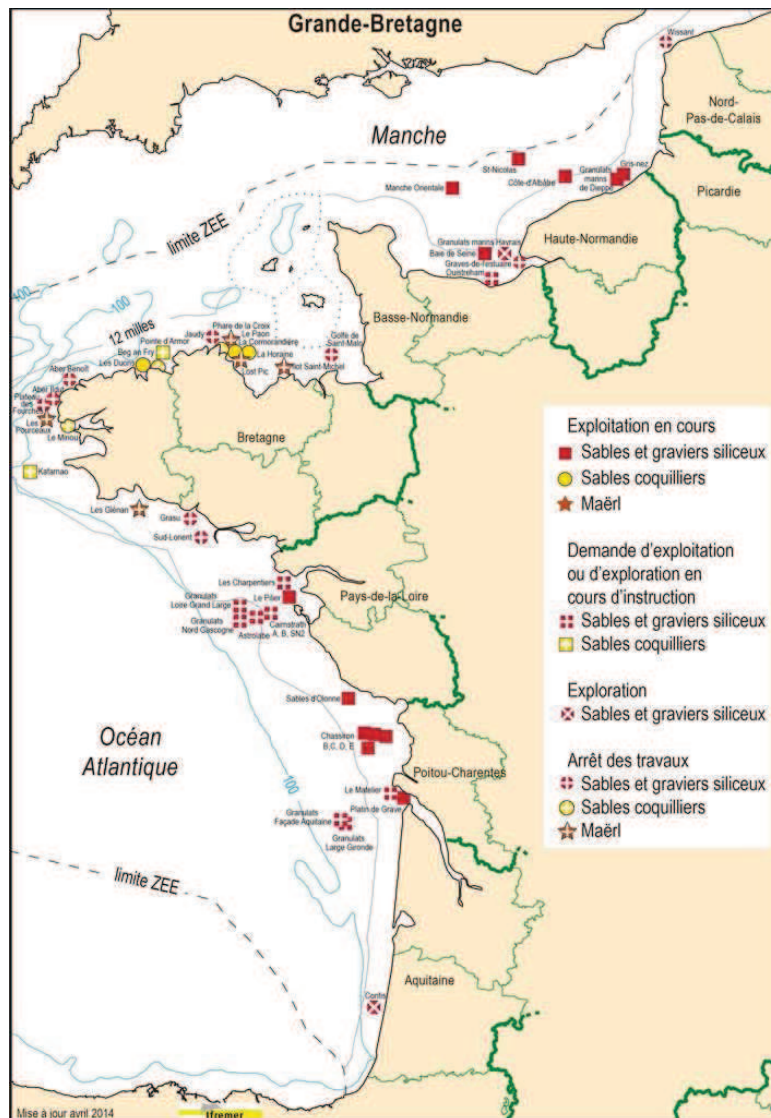 Grande-Bretagne
Wissant
Nord-
Pas-de-Calais
Manche
St-Nicolas
Gris-nez
Granulats
marins
de Dieppe
Côte-d'Albâtre
Manche Orientale
Picardie
limite ZEE
Haute-Normandie
Granulats marins Havrais
Baie de Seine
Graves-de-l'estuaire
Ouistreham
Basse-Normandie
100
100
12 milles
Phare de la Croix
Jaudy
Le Paon
La Cormorandière
Pointe d'Armor
Beg an Fry
La Horaine
Golfe de
Saint-Malo
Les Duons
Lost Pic
Ilot Saint-Michel
Aber Benoît
Aber Ildut
Plateau
des
Fourches
Les
Pourceaux
Le Minou
Bretagne
Kafarnao
Les Glénan
Grasu
Sud-Lorient
Les Charpentiers
Le Pilier
Pays-de-la-Loire
Granulats
Loire Grand Large
Granulats
Nord Gascogne
Astrolabe
Cairnstrath
A, B, SN2
Sables d'Olonne
Océan
Atlantique
100
Chassiron
B,C, D, E
Poitou-Charentes
Le Matelier
Platin de Grave
Granulats
Façade Aquitaine
Granulats
Large Gironde
limite ZEE
Aquitaine
Contis
Exploitation en cours
Sables et graviers siliceux
Sables coquilliers
Maërl
Demande d'exploitation
ou d'exploration en
cours d'instruction
Sables et graviers siliceux
Sables coquilliers
Exploration
Sables et graviers siliceux
Arrêt des travaux
Sables et graviers siliceux
Sables coquilliers
Maërl
Mise à jour avril 2014
Ifremer